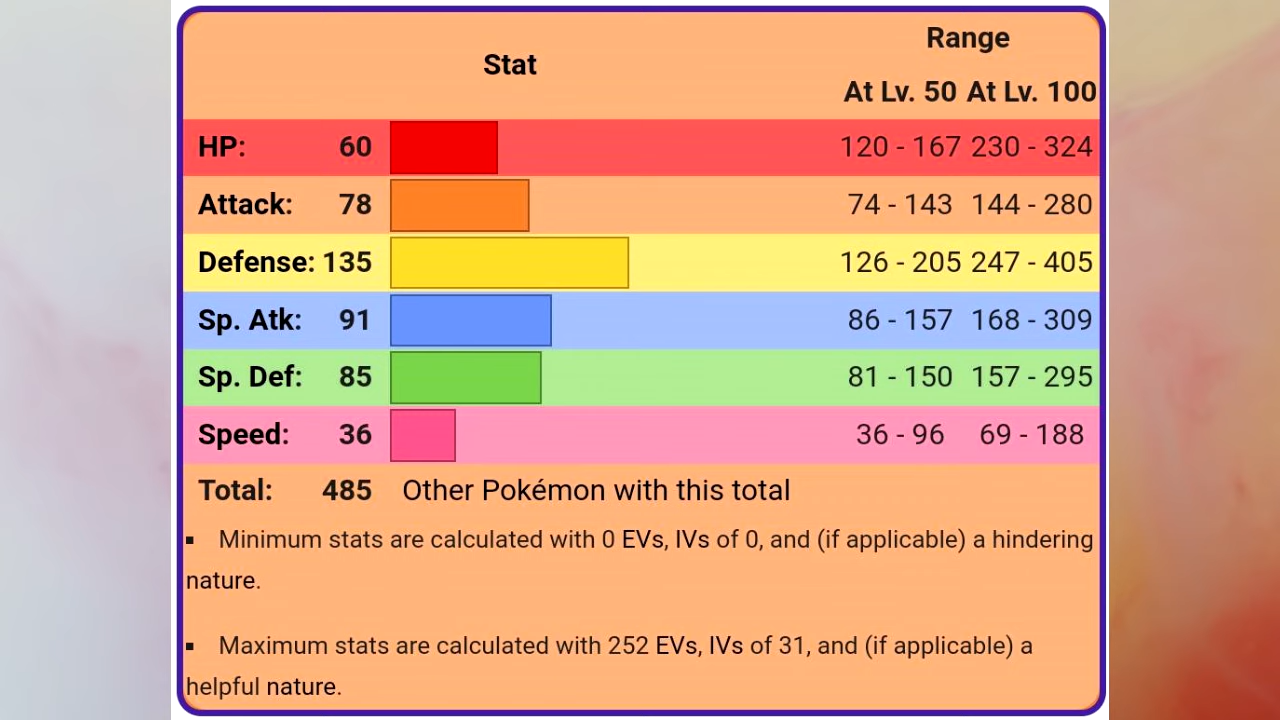 Stat
Range
At Lv. 50 At Lv. 100
HP: 60 120 - 167 230 - 324
Attack: 78 74 - 143 144 - 280
Defense: 135 126 - 205 247 - 405
Sp. Atk: 91 86 - 157 168 - 309
Sp. Def: 85 81 - 150 157 - 295
Speed: 36 36 - 96 69 - 188
Total: 485 Other Pokémon with this total
▪ Minimum stats are calculated with 0 EVs, IVs of 0, and (if applicable) a hindering
nature.
▪ Maximum stats are calculated with 252 EVs, IVs of 31, and (if applicable) a
helpful nature.